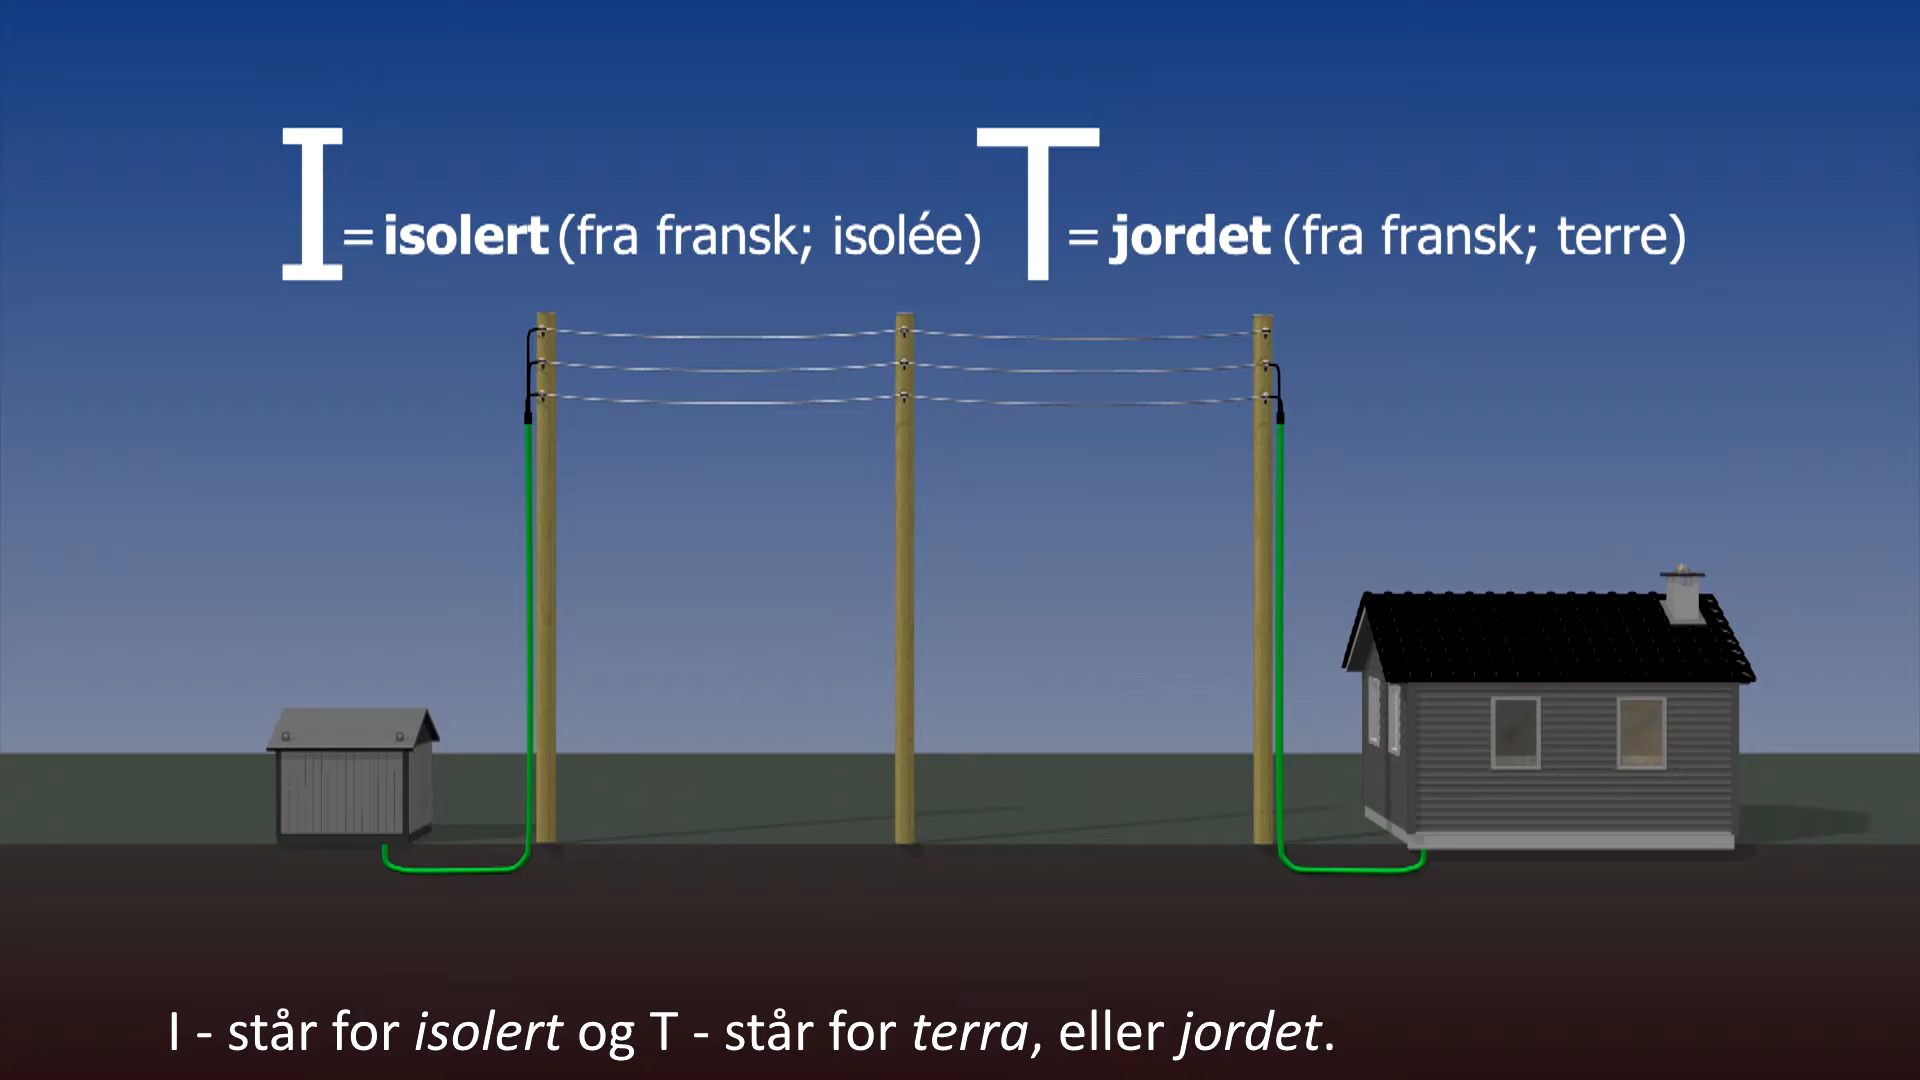 I = isolert (fra fransk; isolée) T = jordet (fra fransk; terre)
I - står for isolert og T - står for terra, eller jordet.